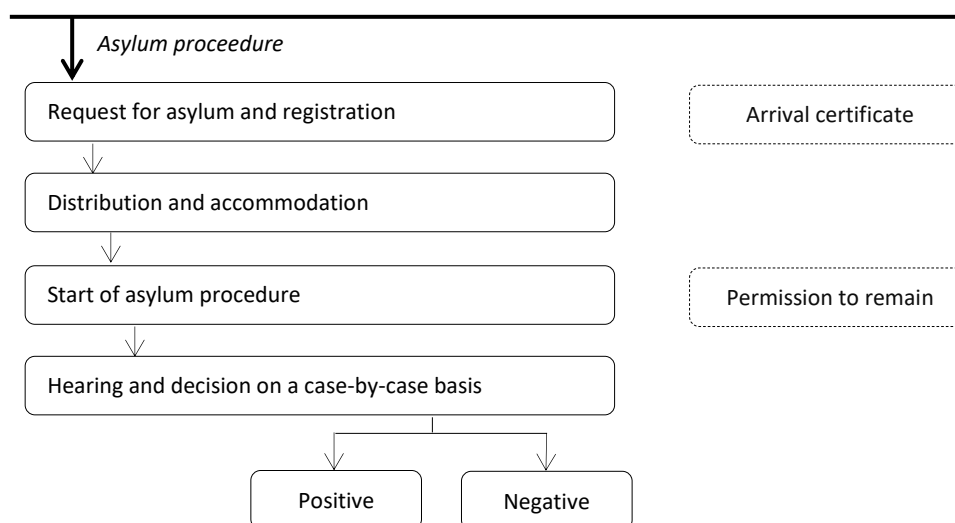 Asylum proceedure
Request for asylum and registration
Arrival certificate
Distribution and accommodation
Start of asylum procedure
Permission to remain
Hearing and decision on a case-by-case basis
Positive
Negative